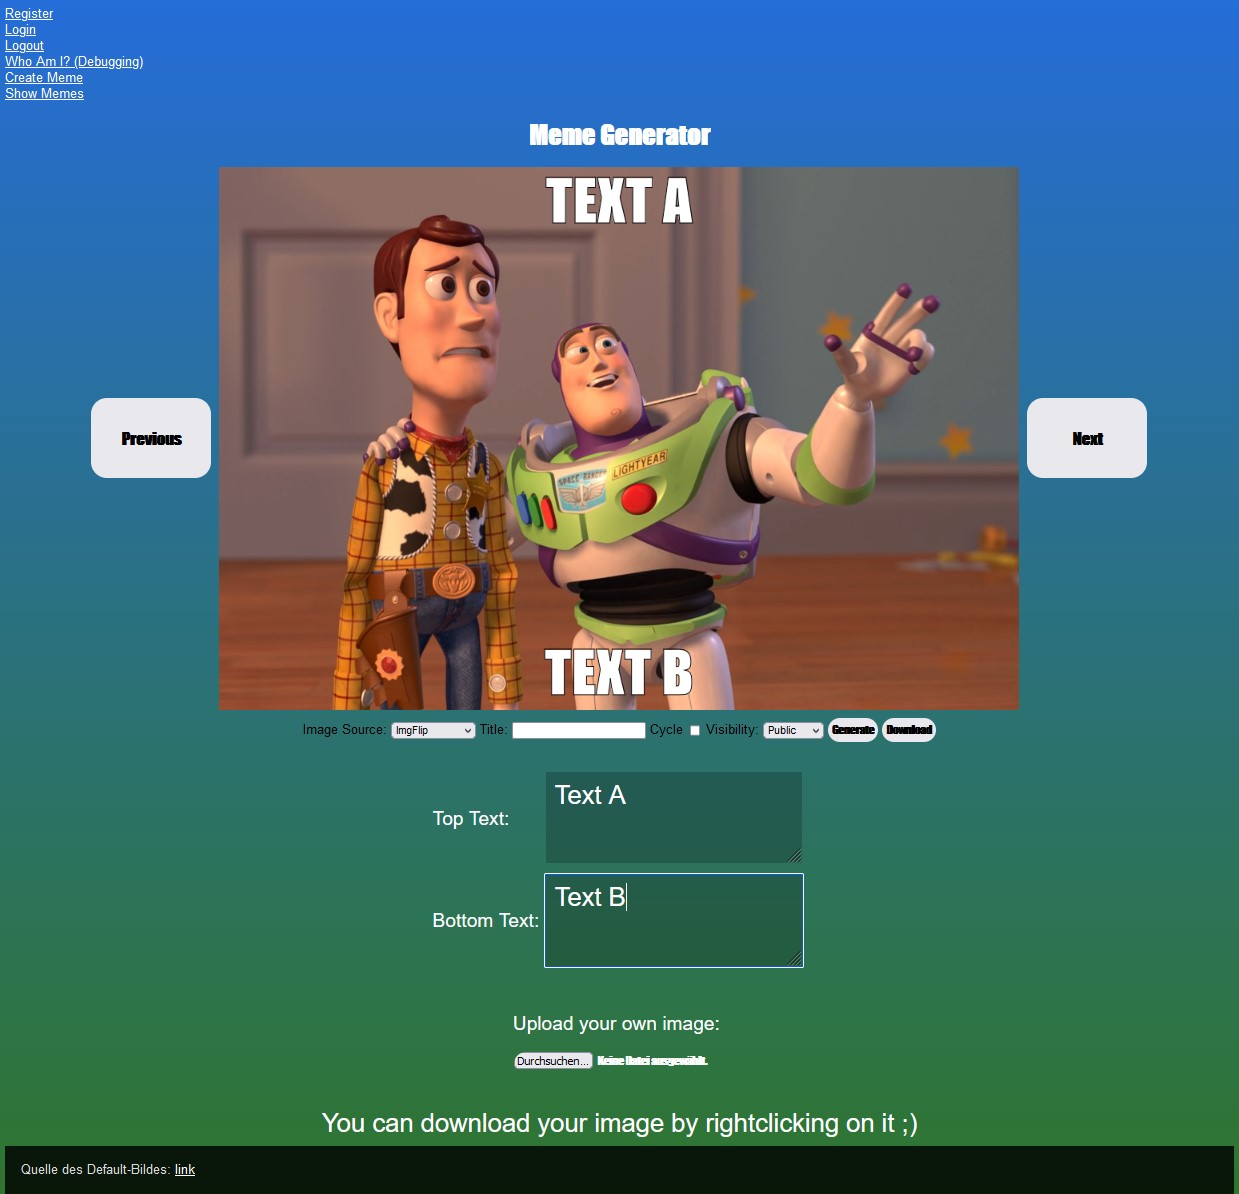 Register
Login
Logout
Who Am I? (Debugging)
Create Meme
Show Memes
Meme Generator
TEXT A
SPACE RANGER
LIGHTYEAR
Previous
Next
TEXT B
Image Source: ImgFlip Title: Cycle Visibility: Public Generate Download
Top Text: Text A
Bottom Text: Text B
Upload your own image:
Durchsuchen... Keine Datei ausgewählt.
You can download your image by rightclicking on it ;)
Quelle des Default-Bildes: link